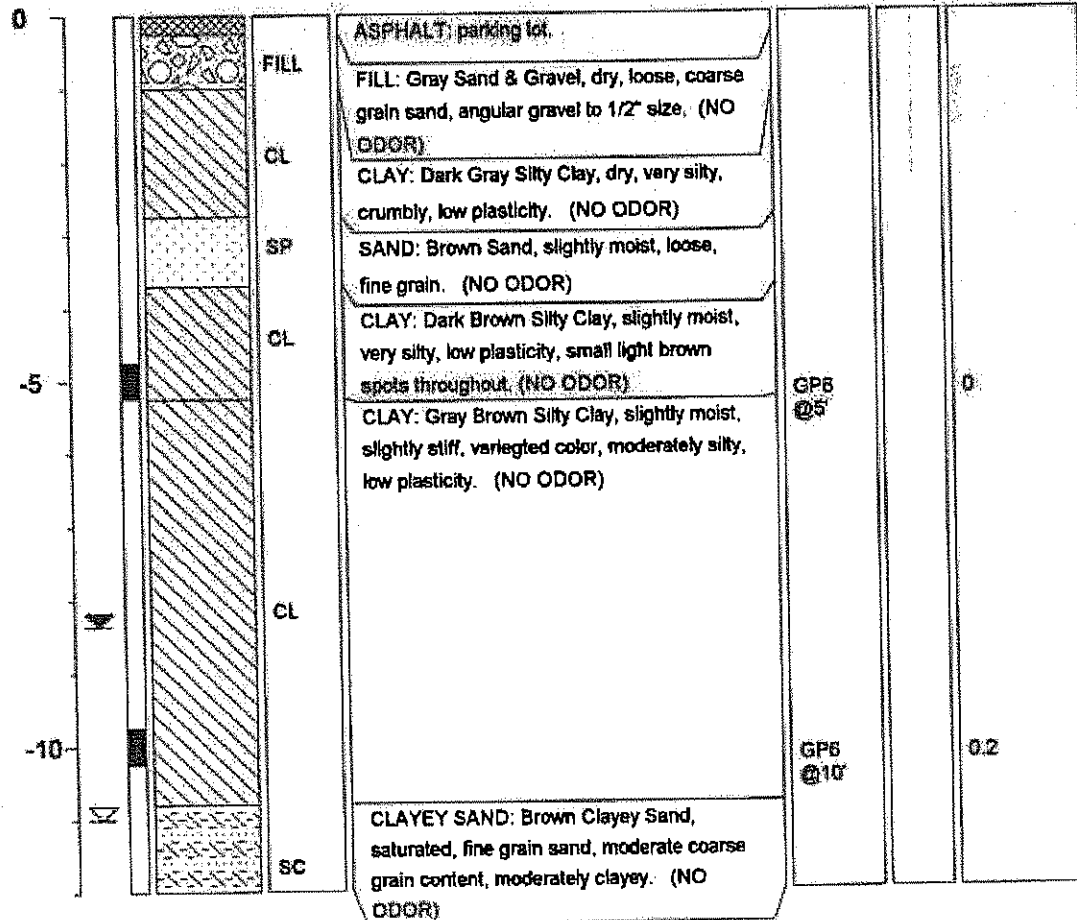 0
ASPHALT: parking lot.
FILL
FILL: Gray Sand & Gravel, dry, loose, coarse
grain sand, angular gravel to 1/2" size, (NO
ODOR)
CL
CLAY: Dark Gray Silty Clay, dry, very silty,
crumbly, low plasticity. (NO ODOR)
SP
SAND: Brown Sand, slightly moist, loose,
fine grain. (NO ODOR)
CL
CLAY: Dark Brown Silty Clay, slightly moist,
very silty, low plasticity, small light brown
spots throughout. (NO ODOR)
-5
GP6
@5'
0
CLAY: Gray Brown Silty Clay, slightly moist,
slightly stiff, variegted color, moderately silty,
low plasticity. (NO ODOR)
CL
-10
GP6
@10'
0.2
CLAYEY SAND: Brown Clayey Sand,
saturated, fine grain sand, moderate coarse
grain content, moderately clayey. (NO
ODOR)
SC